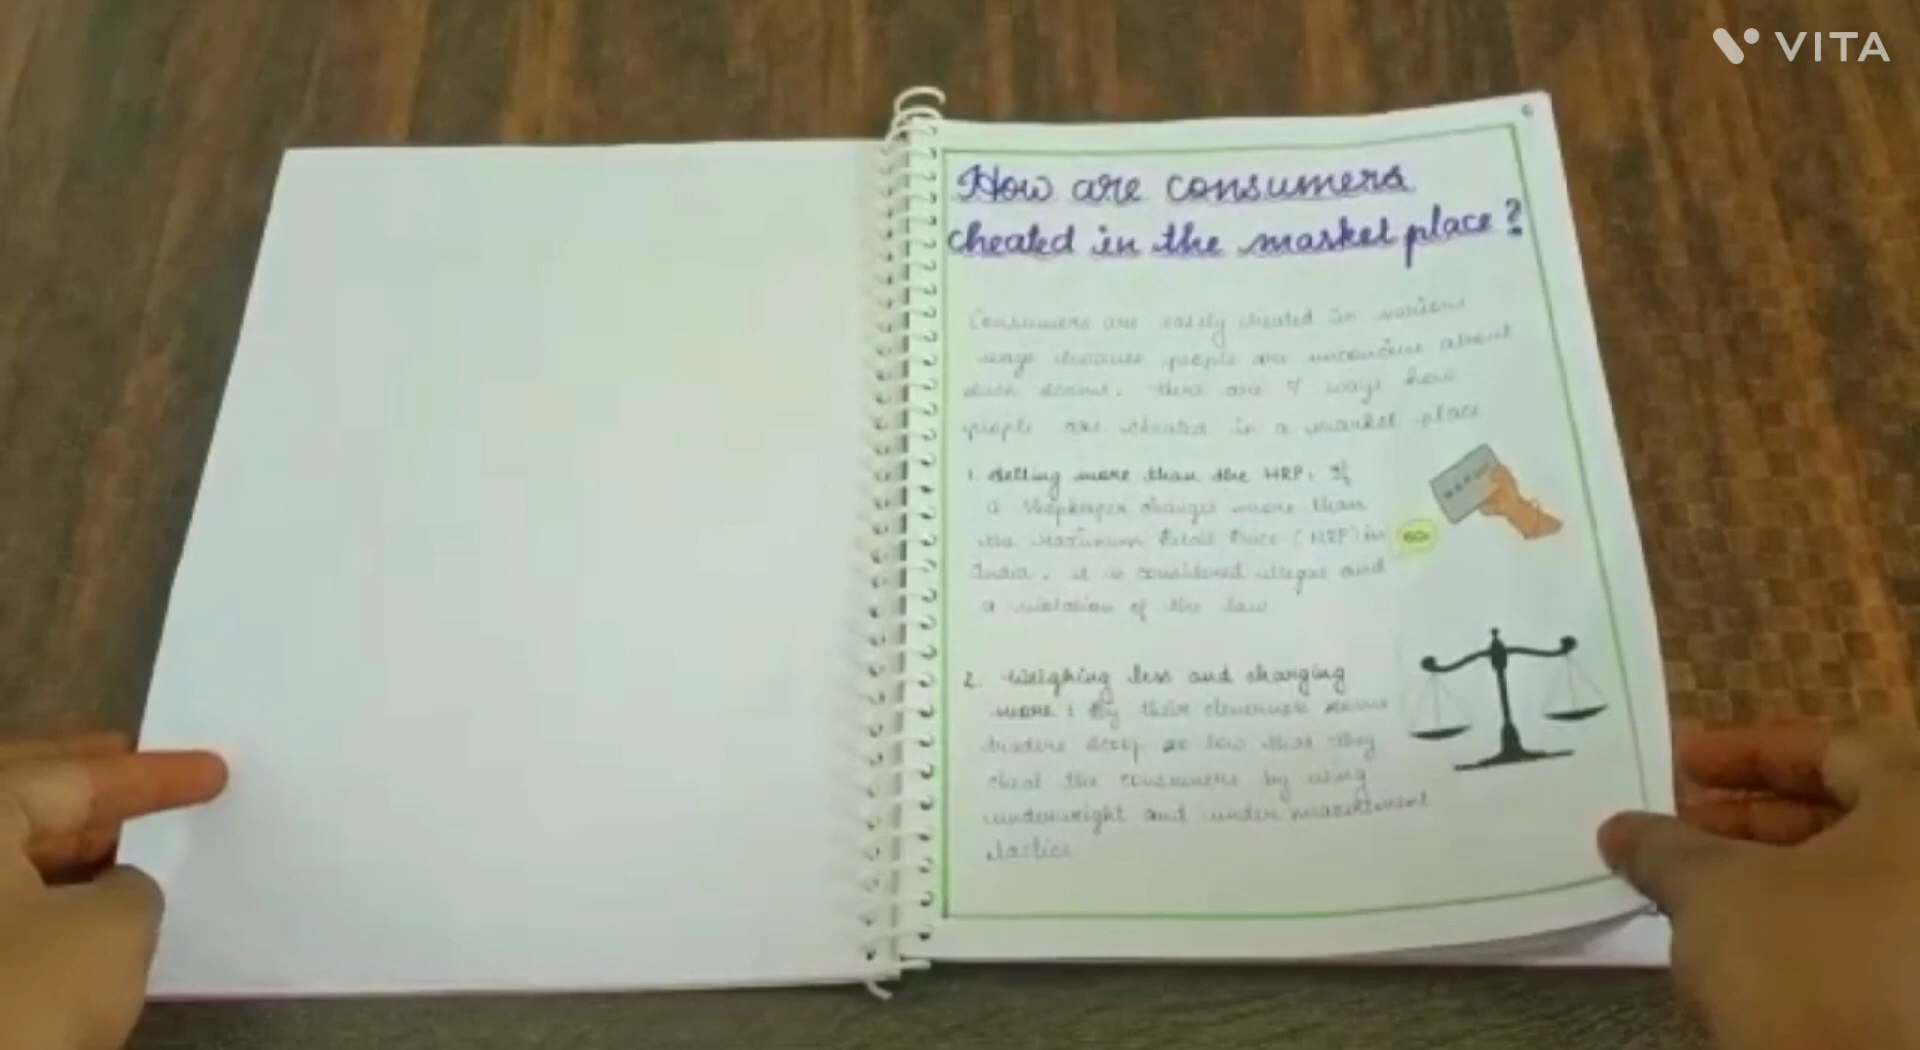 VITA
6
How are consumers
cheated in the market place?
Consumers are easily cheated in various
ways because people are about
such scams. There are 7 ways how
people are cheated in a market place
1. Selling more than the MRP: If
a shopkeeper charges more than
the Maximum Retail Price (MRP) in
India, it is considered illegal and
a violation of the law
60
2. Weighing less and charging
more: By their cleverness some
traders stoop so low that they
cheat the consumers by using
underweight and under measurement
tactics